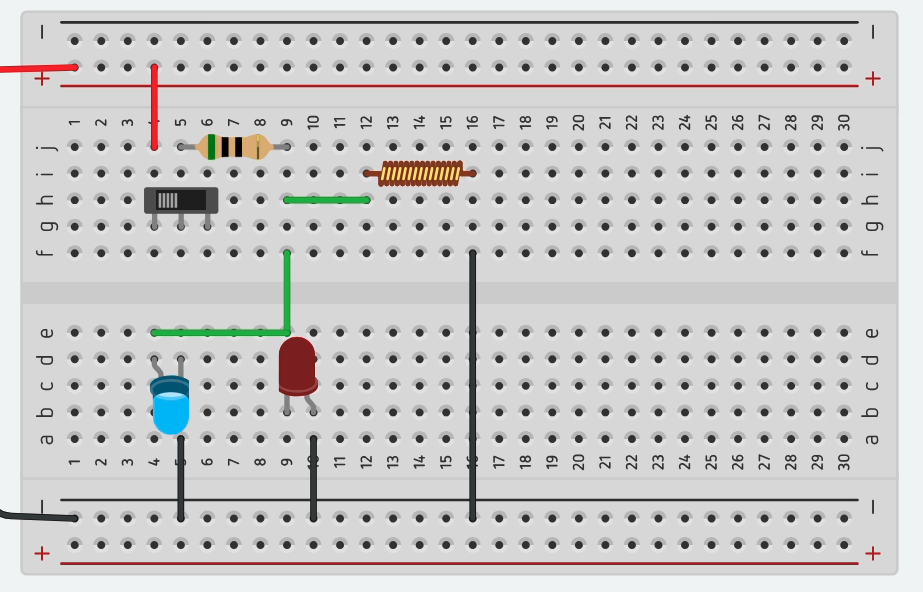 − −
+ +
1 2 3 4 5 6 7 8 9 10 11 12 13 14 15 16 17 18 19 20 21 22 23 24 25 26 27 28 29 30
j j
i i
h h
g g
f f
e e
d d
c c
b b
a a
1 2 3 4 5 6 7 8 9 10 11 12 13 14 15 16 17 18 19 20 21 22 23 24 25 26 27 28 29 30
− −
+ +